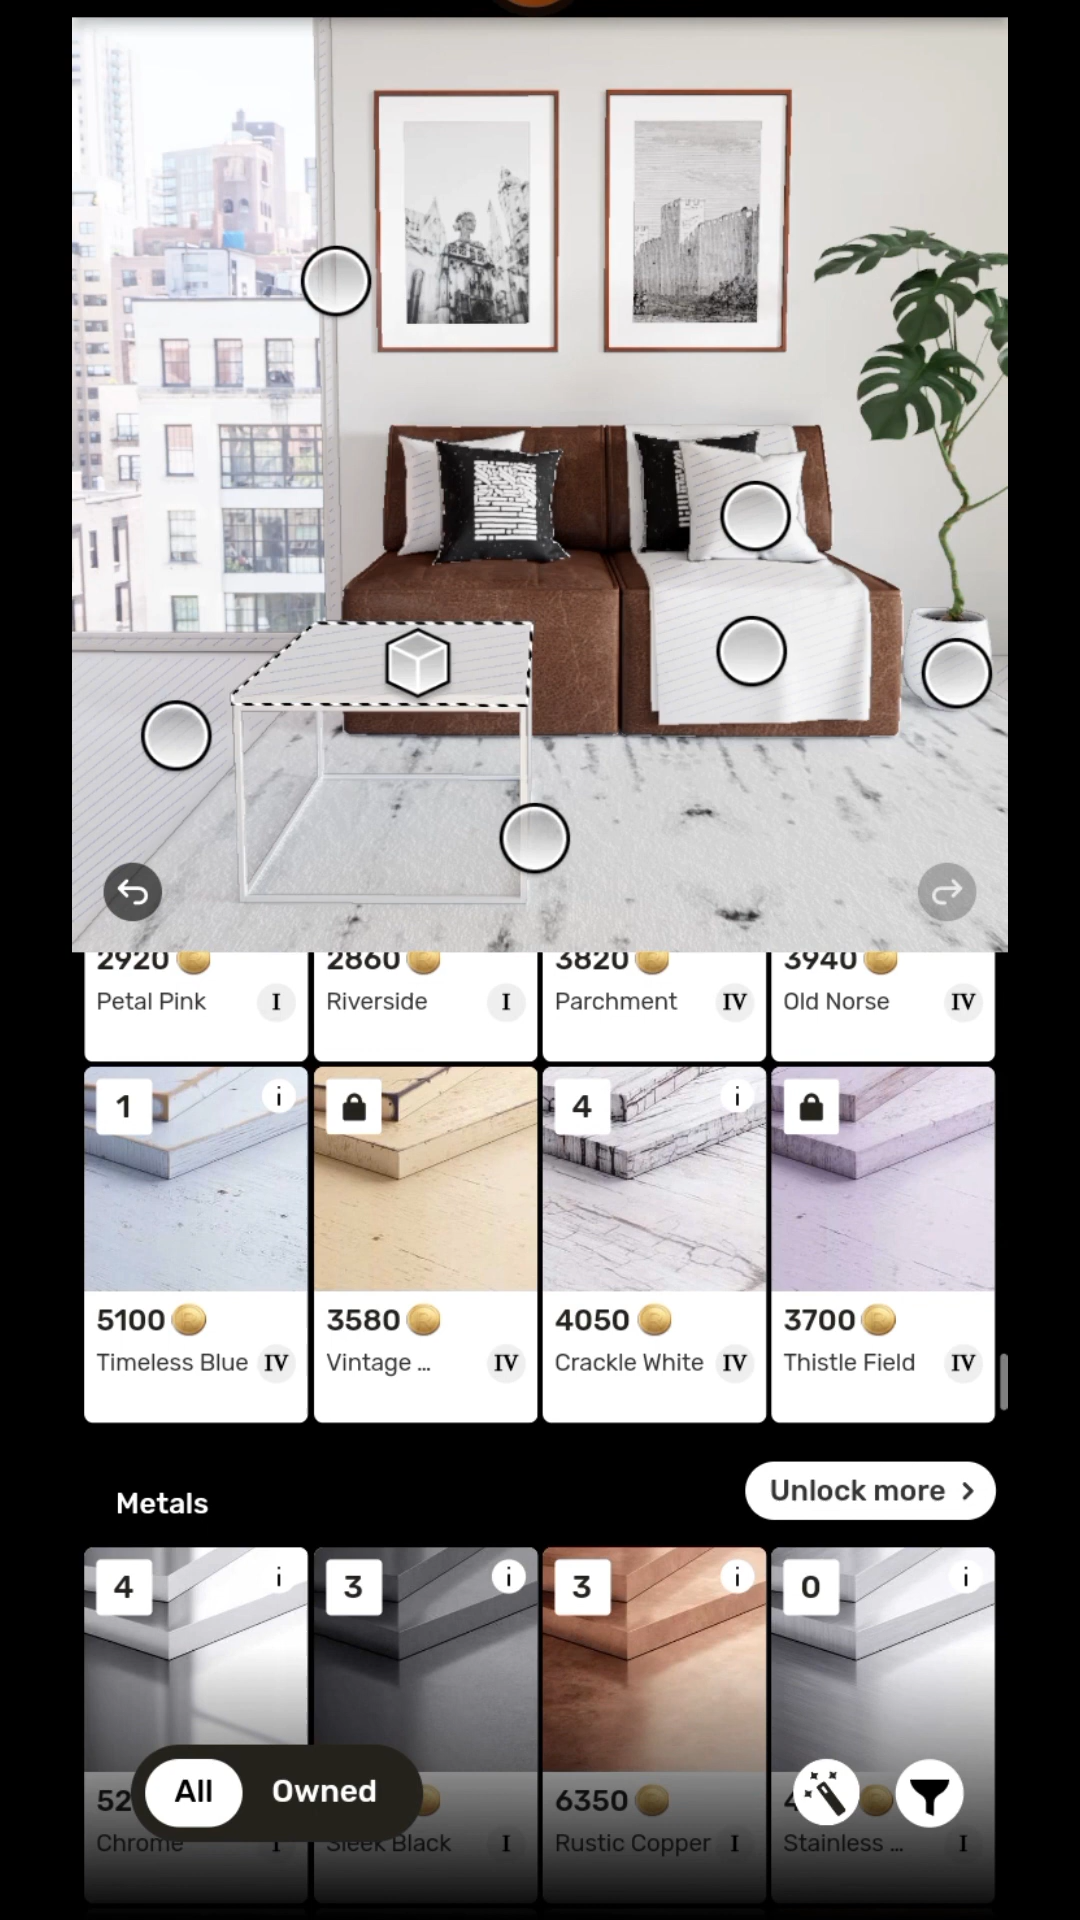 2920
2860
3820
3940
Petal Pink I
Riverside I
Parchment IV
Old Norse IV
1 i
4 i
5100
3580
4050
3700
Timeless Blue IV
Vintage ... IV
Crackle White IV
Thistle Field IV
Metals
Unlock more >
4 i
3 i
3 i
0 i
52
6350
4
All
Owned
Chrome I
Sleek Black I
Rustic Copper I
Stainless ... I